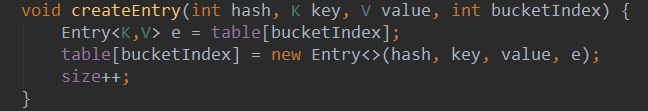 void createEntry(int hash, K key, V value, int bucketIndex) {
    Entry<K,V> e = table[bucketIndex];
    table[bucketIndex] = new Entry<>(hash, key, value, e);
    size++;
}